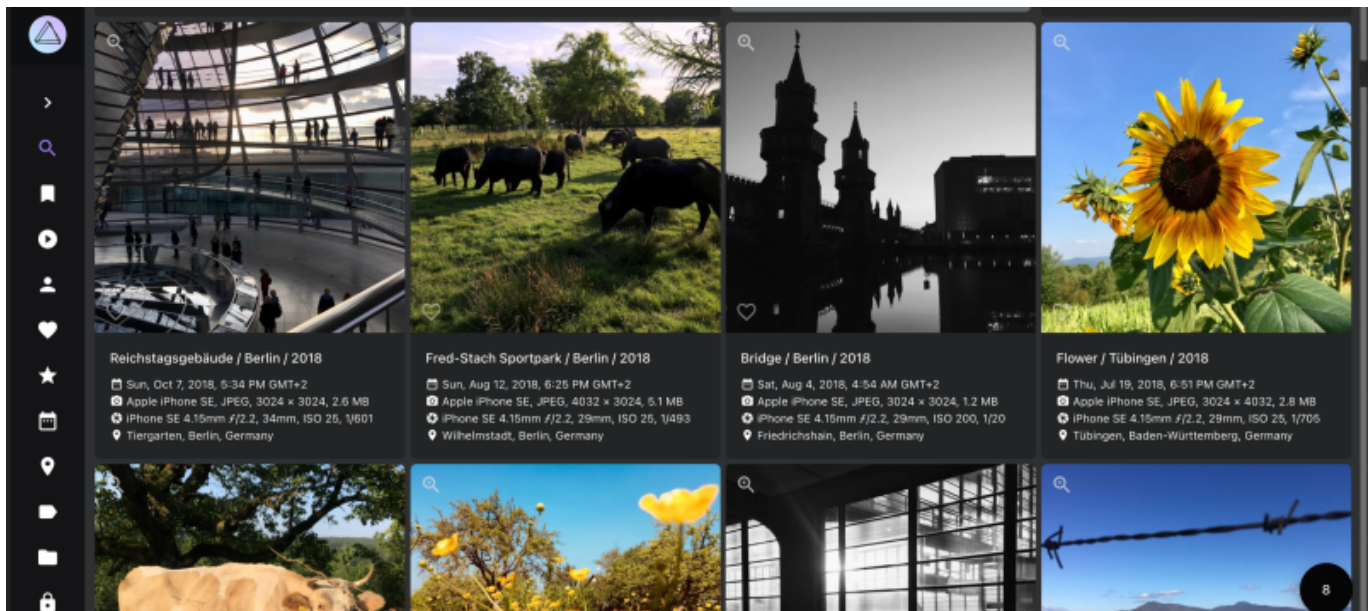 Reichstagsgebäude / Berlin / 2018
Sun, Oct 7, 2018, 5:34 PM GMT+2
Apple iPhone SE, JPEG, 3024 × 3024, 2.6 MB
iPhone SE 4.15mm ƒ/2.2, 34mm, ISO 25, 1/601
Tiergarten, Berlin, Germany
Fred-Stach Sportpark / Berlin / 2018
Sun, Aug 12, 2018, 6:25 PM GMT+2
Apple iPhone SE, JPEG, 4032 × 3024, 5.1 MB
iPhone SE 4.15mm ƒ/2.2, 29mm, ISO 25, 1/493
Wilhelmstadt, Berlin, Germany
Bridge / Berlin / 2018
Sat, Aug 4, 2018, 4:54 AM GMT+2
Apple iPhone SE, JPEG, 3024 × 3024, 1.2 MB
iPhone SE 4.15mm ƒ/2.2, 29mm, ISO 200, 1/20
Friedrichshain, Berlin, Germany
Flower / Tübingen / 2018
Thu, Jul 19, 2018, 6:51 PM GMT+2
Apple iPhone SE, JPEG, 3024 × 4032, 2.8 MB
iPhone SE 4.15mm ƒ/2.2, 29mm, ISO 25, 1/705
Tübingen, Baden-Württemberg, Germany
8